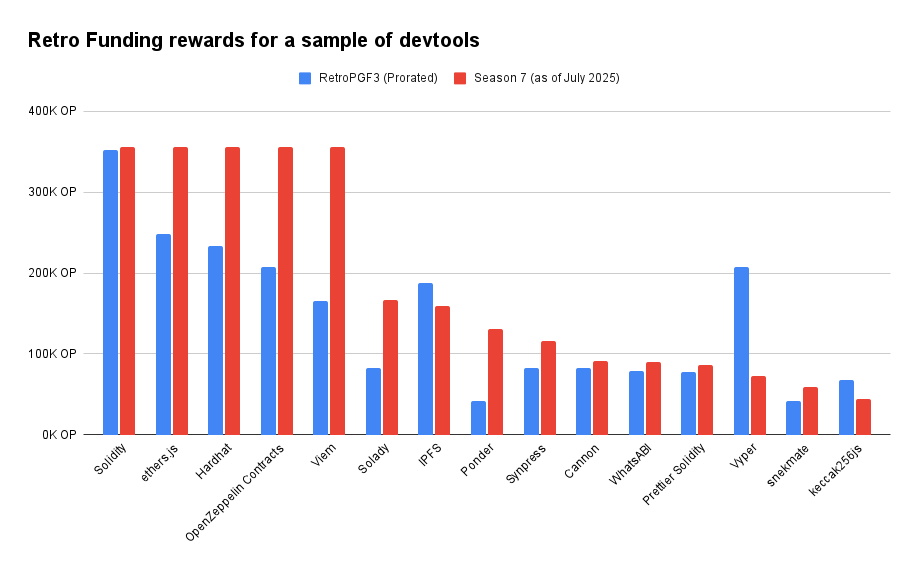 Retro Funding rewards for a sample of devtools
RetroPGF3 (Prorated)
Season 7 (as of July 2025)
400K OP
300K OP
200K OP
100K OP
0K OP
Solidity
ethers.js
Hardhat
OpenZeppelin Contracts
Viem
Solady
IPFS
Ponder
Synpress
Cannon
WhatsABI
Prettier Solidity
Vyper
snekmate
keccak256js